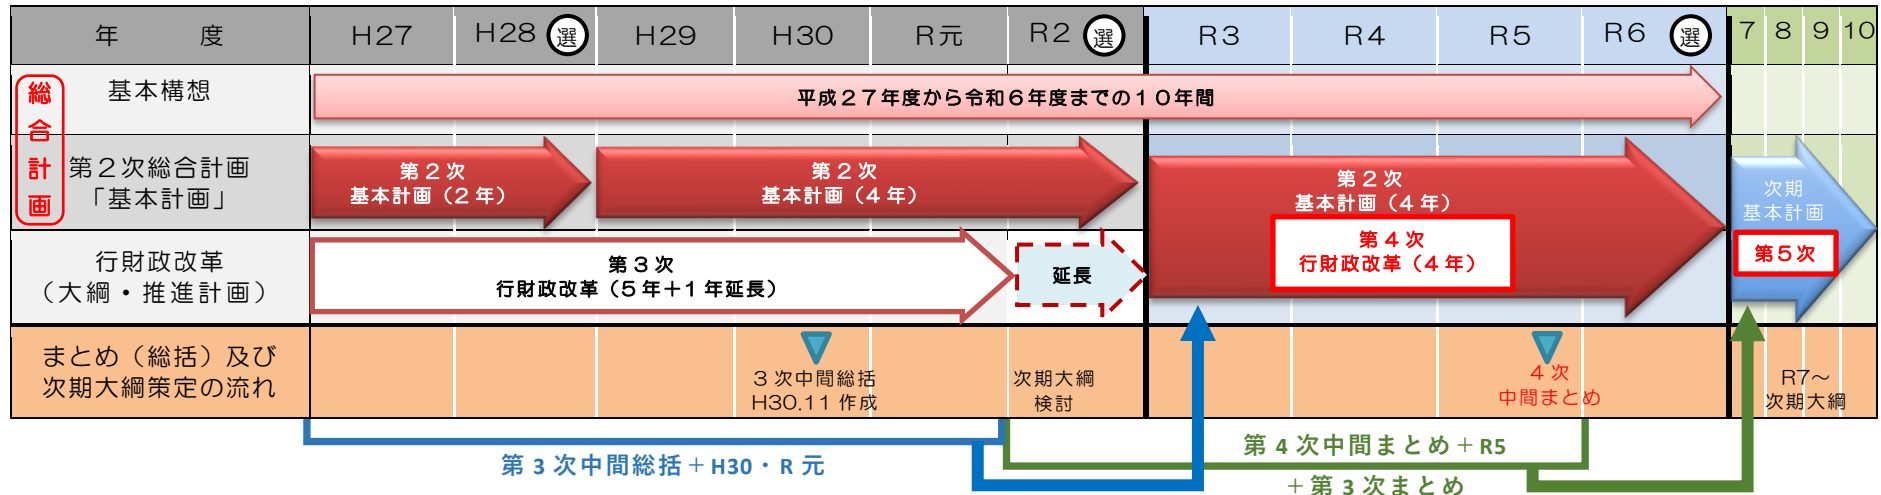 年　度 H27 H28 選 H29 H30 R元 R2 選 R3 R4 R5 R6 選 7 8 9 10
総合計画
基本構想
平成27年度から令和6年度までの10年間
第2次総合計画
「基本計画」
第2次
基本計画（2年）
第2次
基本計画（4年）
第2次
基本計画（4年）
第4次
行財政改革（4年）
次期
基本計画
第5次
行財政改革
（大綱・推進計画）
第3次
行財政改革（5年＋1年延長）
延長
まとめ（総括）及び
次期大綱策定の流れ
3次中間総括
H30.11作成
次期大綱
検討
4次
中間まとめ
R7～
次期大綱
第3次中間総括＋H30・R元
第4次中間まとめ＋R5
＋第3次まとめ